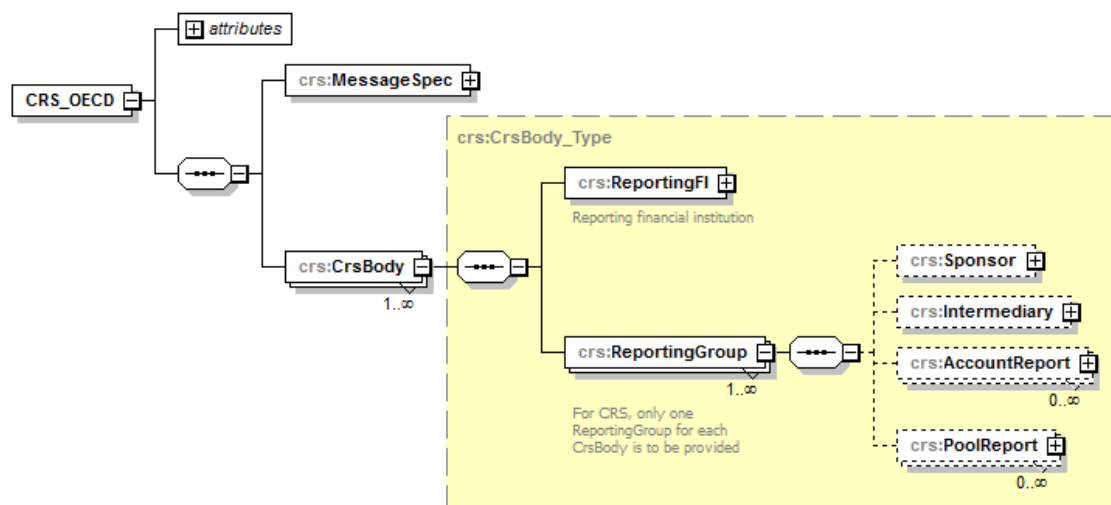 attributes
CRS_OECD
crs:MessageSpec
crs:CrsBody_Type
crs:ReportingFI
Reporting financial institution
crs:CrsBody
1..∞
crs:Sponsor
crs:Intermediary
crs:ReportingGroup
1..∞
crs:AccountReport
0..∞
For CRS, only one
ReportingGroup for each
CrsBody is to be provided
crs:PoolReport
0..∞